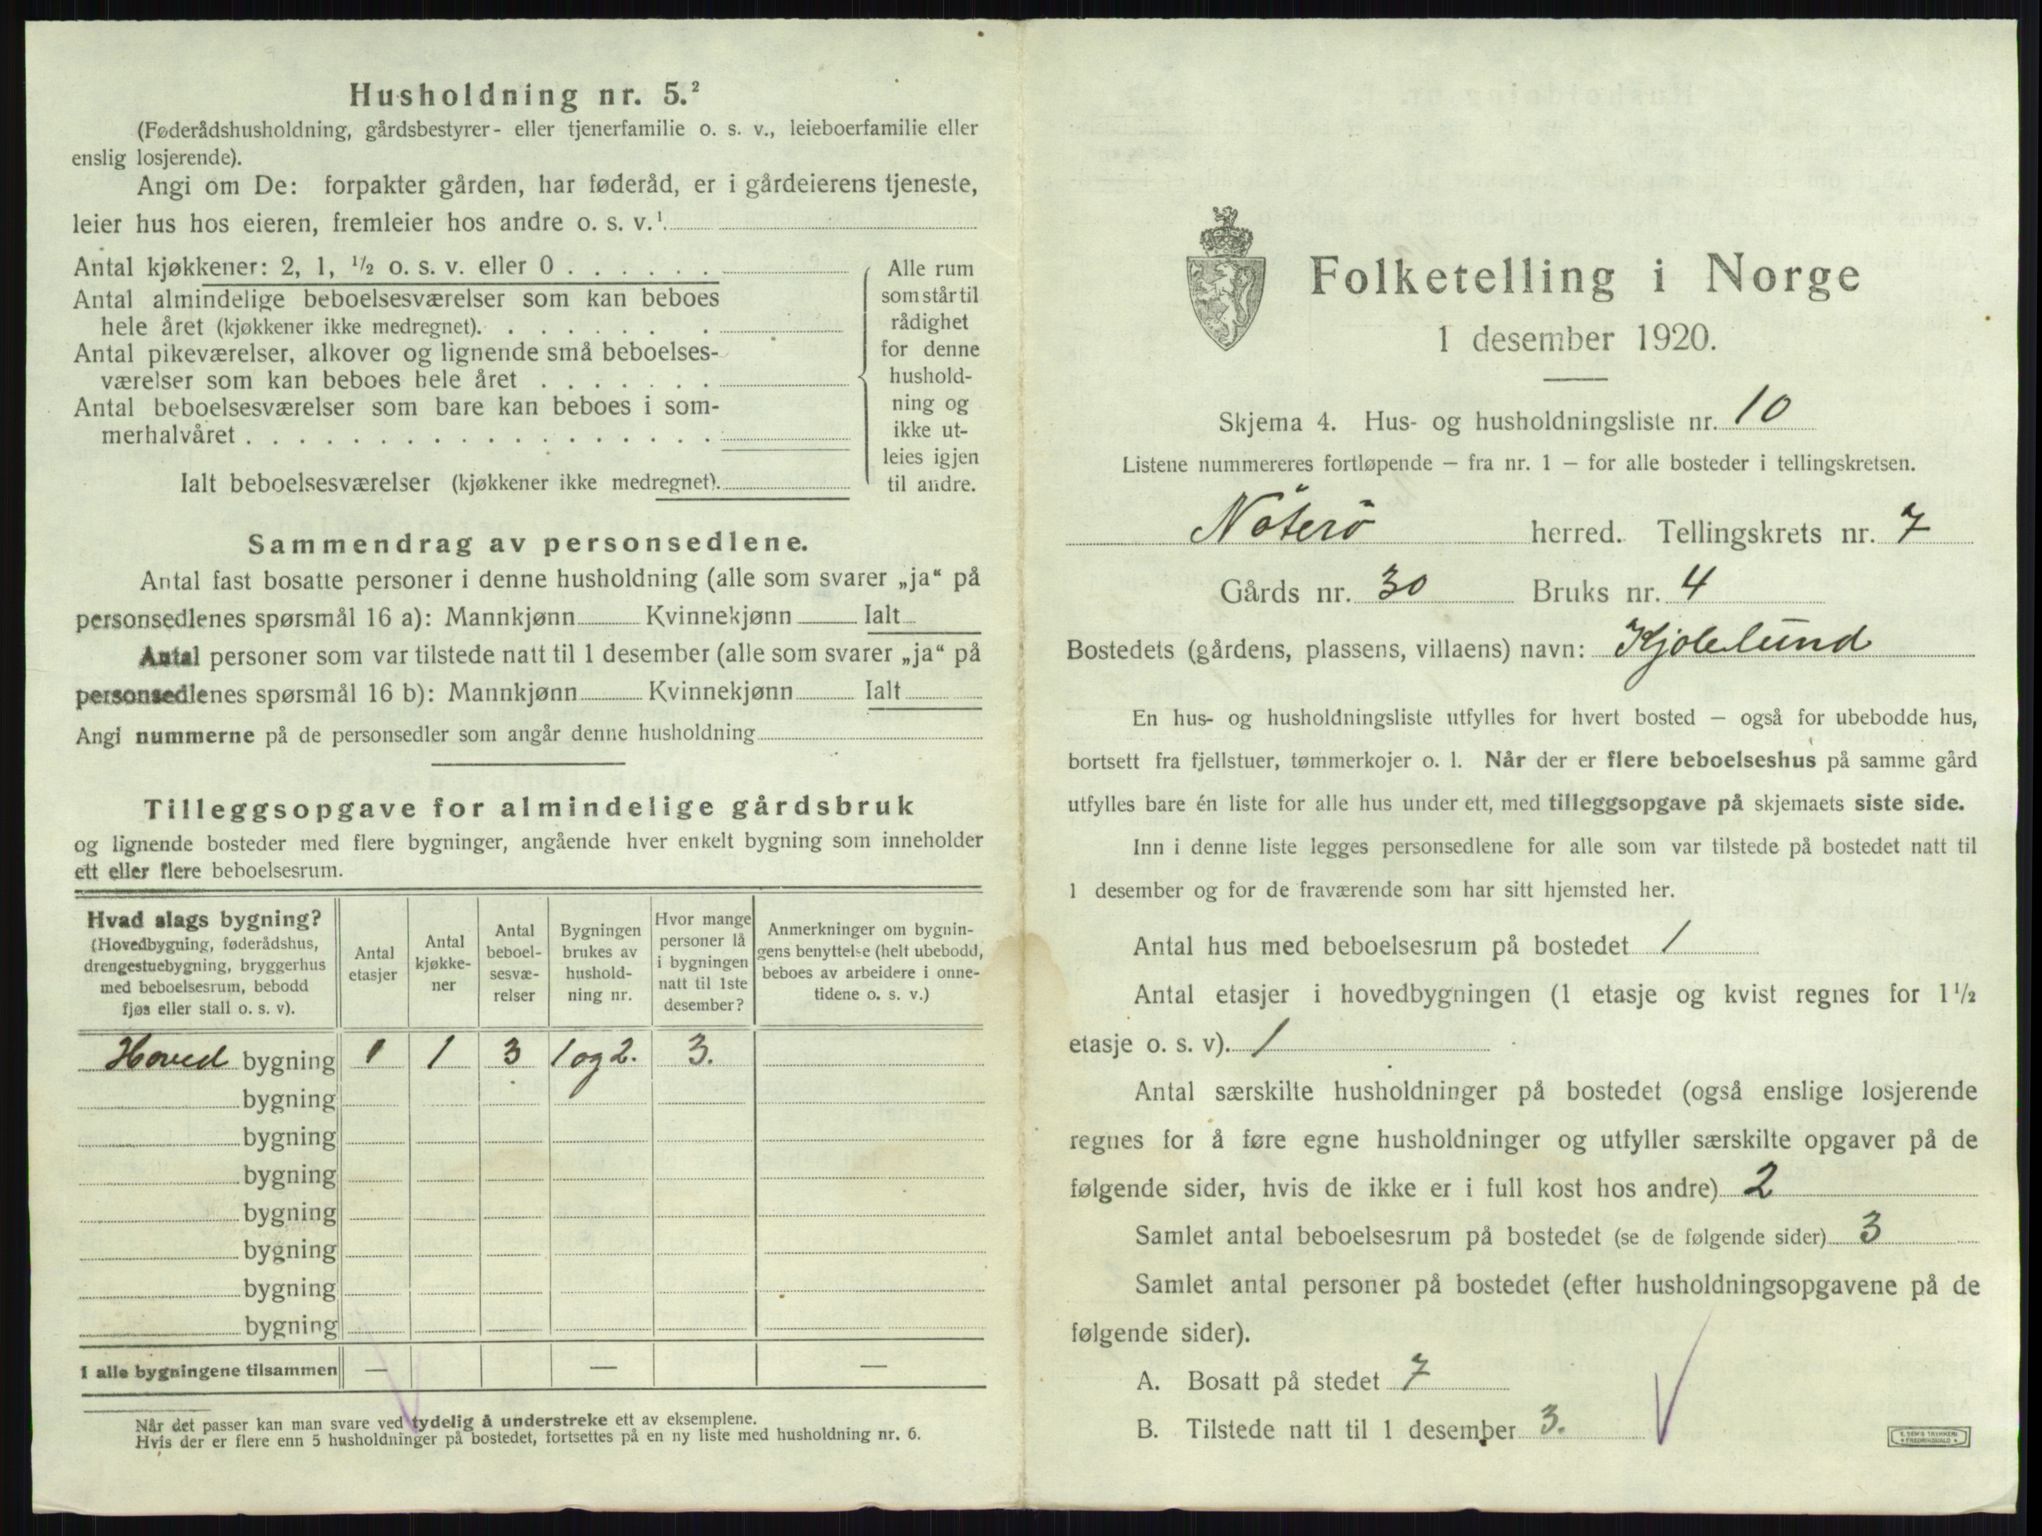 Husholdning nr. 5.²
(Føderådshusholdning, gårdsbestyrer- eller tjenerfamilie o. s. v., leieboerfamilie eller
enslig losjerende).
Angi om De: forpakter gården, har føderåd, er i gårdeierens tjeneste,
leier hus hos eieren, fremleier hos andre o. s. v.¹
Antal kjøkkener: 2, 1, ½ o. s. v. eller 0 . . . . . .
Antal almindelige beboelsesværelser som kan beboes
hele året (kjøkkener ikke medregnet). . . . . . . .
Antal pikeværelser, alkover og lignende små beboelses-
værelser som kan beboes hele året . . . . . . .
Antal beboelsesværelser som bare kan beboes i som-
merhalvåret . . . . . . . . . . . . . . . . . .
Ialt beboelsesværelser (kjøkkener ikke medregnet).
Alle rum
som står til
rådighet
for denne
hushold-
ning og
ikke ut-
leies igjen
til andre.
Sammendrag av personsedlene.
Antal fast bosatte personer i denne husholdning (alle som svarer „ja“ på
personsedlenes spørsmål 16 a): Mannkjønn Kvinnekjønn Ialt
Antal personer som var tilstede natt til 1 desember (alle som svarer „ja“ på
personsedlenes spørsmål 16 b): Mannkjønn Kvinnekjønn Ialt
Angi nummerne på de personsedler som angår denne husholdning
Tilleggsopgave for almindelige gårdsbruk
og lignende bosteder med flere bygninger, angående hver enkelt bygning som inneholder
ett eller flere beboelsesrum.
Hvad slags bygning?
(Hovedbygning, føderådshus,
drengestuebygning, bryggerhus
med beboelsesrum, bebodd
fjøs eller stall o. s. v).
Antal
etasjer
Antal
kjøkke-
ner
Antal
beboel-
sesvæ-
relser
Bygningen
brukes av
hushold-
ning nr.
Hvor mange
personer lå
i bygningen
natt til 1ste
desember?
Anmerkninger om bygnin-
gens benyttelse (helt ubebodd,
beboes av arbeidere i onne-
tidene o. s. v.)
Hoved bygning 1 1 3 1 og 2. 3.
bygning
bygning
bygning
bygning
bygning
bygning
bygning
I alle bygningene tilsammen — — —
Når det passer kan man svare ved tydelig å understreke ett av eksemplene.
Hvis der er flere enn 5 husholdninger på bostedet, fortsettes på en ny liste med husholdning nr. 6.
Folketelling i Norge
1 desember 1920.
Skjema 4. Hus- og husholdningsliste nr. 10
Listene nummereres fortløpende — fra nr. 1 — for alle bosteder i tellingskretsen.
Nöterö herred. Tellingskrets nr. 7
Gårds nr. 30 Bruks nr. 4
Bostedets (gårdens, plassens, villaens) navn: Kjölelund
En hus- og husholdningsliste utfylles for hvert bosted — også for ubebodde hus,
bortsett fra fjellstuer, tømmerkojer o. l. Når der er flere beboelseshus på samme gård
utfylles bare én liste for alle hus under ett, med tilleggsopgave på skjemaets siste side.
Inn i denne liste legges personsedlene for alle som var tilstede på bostedet natt til
1 desember og for de fraværende som har sitt hjemsted her.
Antal hus med beboelsesrum på bostedet 1
Antal etasjer i hovedbygningen (1 etasje og kvist regnes for 1½
etasje o. s. v). 1
Antal særskilte husholdninger på bostedet (også enslige losjerende
regnes for å føre egne husholdninger og utfyller særskilte opgaver på de
følgende sider, hvis de ikke er i full kost hos andre) 2
Samlet antal beboelsesrum på bostedet (se de følgende sider) 3
Samlet antal personer på bostedet (efter husholdningsopgavene på de
følgende sider).
A. Bosatt på stedet 7
B. Tilstede natt til 1 desember 3.